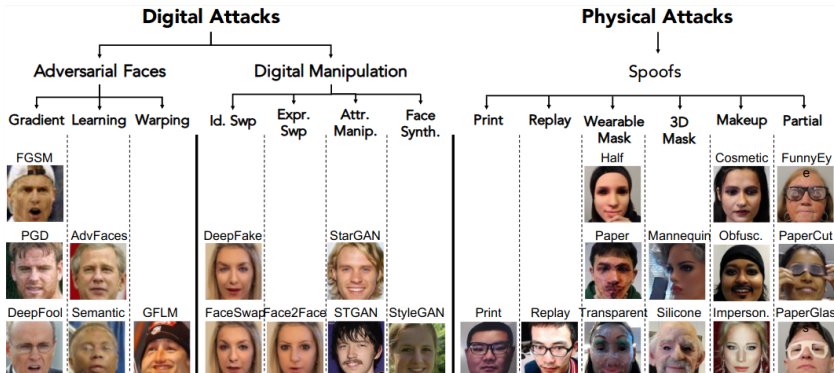 Digital Attacks
Physical Attacks
Adversarial Faces
Digital Manipulation
Spoofs
Gradient
Learning
Warping
Id. Swp
Expr.
Swp
Attr.
Manip.
Face
Synth.
Print
Replay
Wearable
Mask
3D
Mask
Makeup
Partial
FGSM
Half
Cosmetic
FunnyEy
e
PGD
AdvFaces
DeepFake
StarGAN
Paper
Mannequin
Obfusc.
PaperCut
DeepFool
Semantic
GFLM
FaceSwap
Face2Face
STGAN
StyleGAN
Print
Replay
Transparent
Silicone
Imperson.
PaperGlas
s